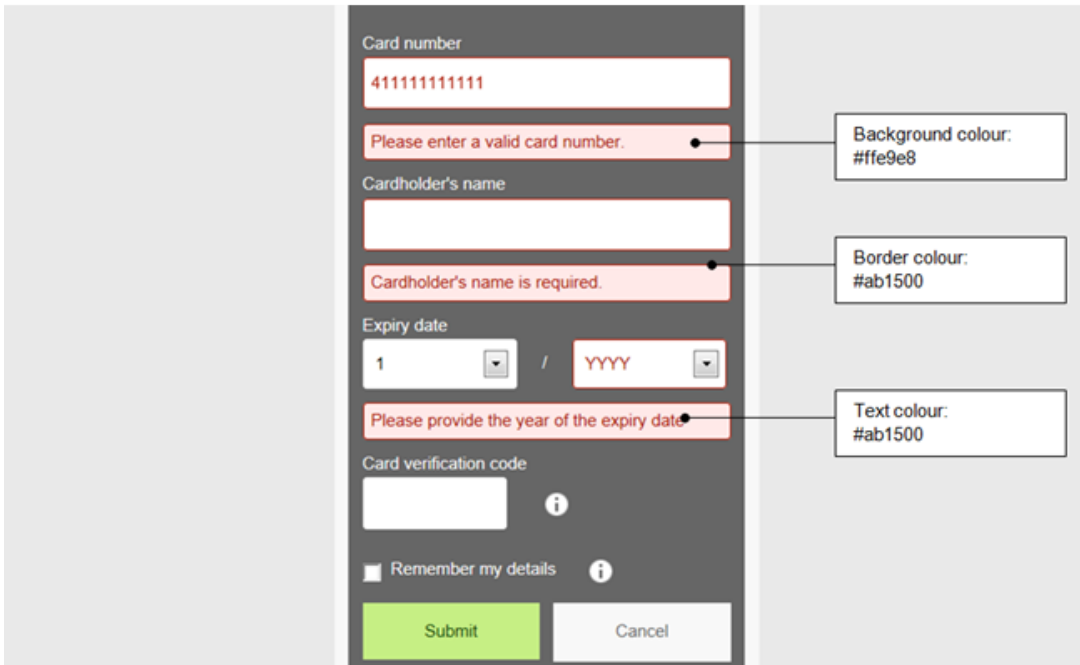 Card number
411111111111
Please enter a valid card number.
Background colour:
#ffe9e8
Cardholder's name
Cardholder's name is required.
Border colour:
#ab1500
Expiry date
1 / YYYY
Please provide the year of the expiry date
Text colour:
#ab1500
Card verification code
Remember my details
Submit Cancel